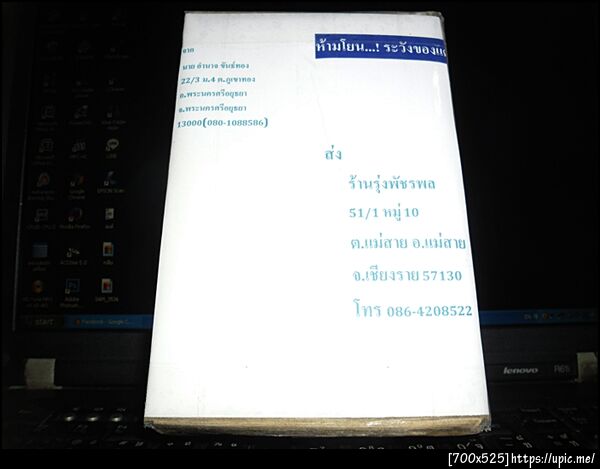 ห้ามโยน...! ระวังของแต
จาก
นาย อำนาจ ขันธ์ทอง
22/3 ม.4 ต.ภูเขาทอง
อ.พระนครศรีอยุธยา
จ.พระนครศรีอยุธยา
13000(080-1088586)
ส่ง
ร้านรุ่งพัชรพล
51/1 หมู่ 10
ต.แม่สาย อ.แม่สาย
จ.เชียงราย 57130
โทร 086-4208522
lenovo
[700x525]https://upic.me/